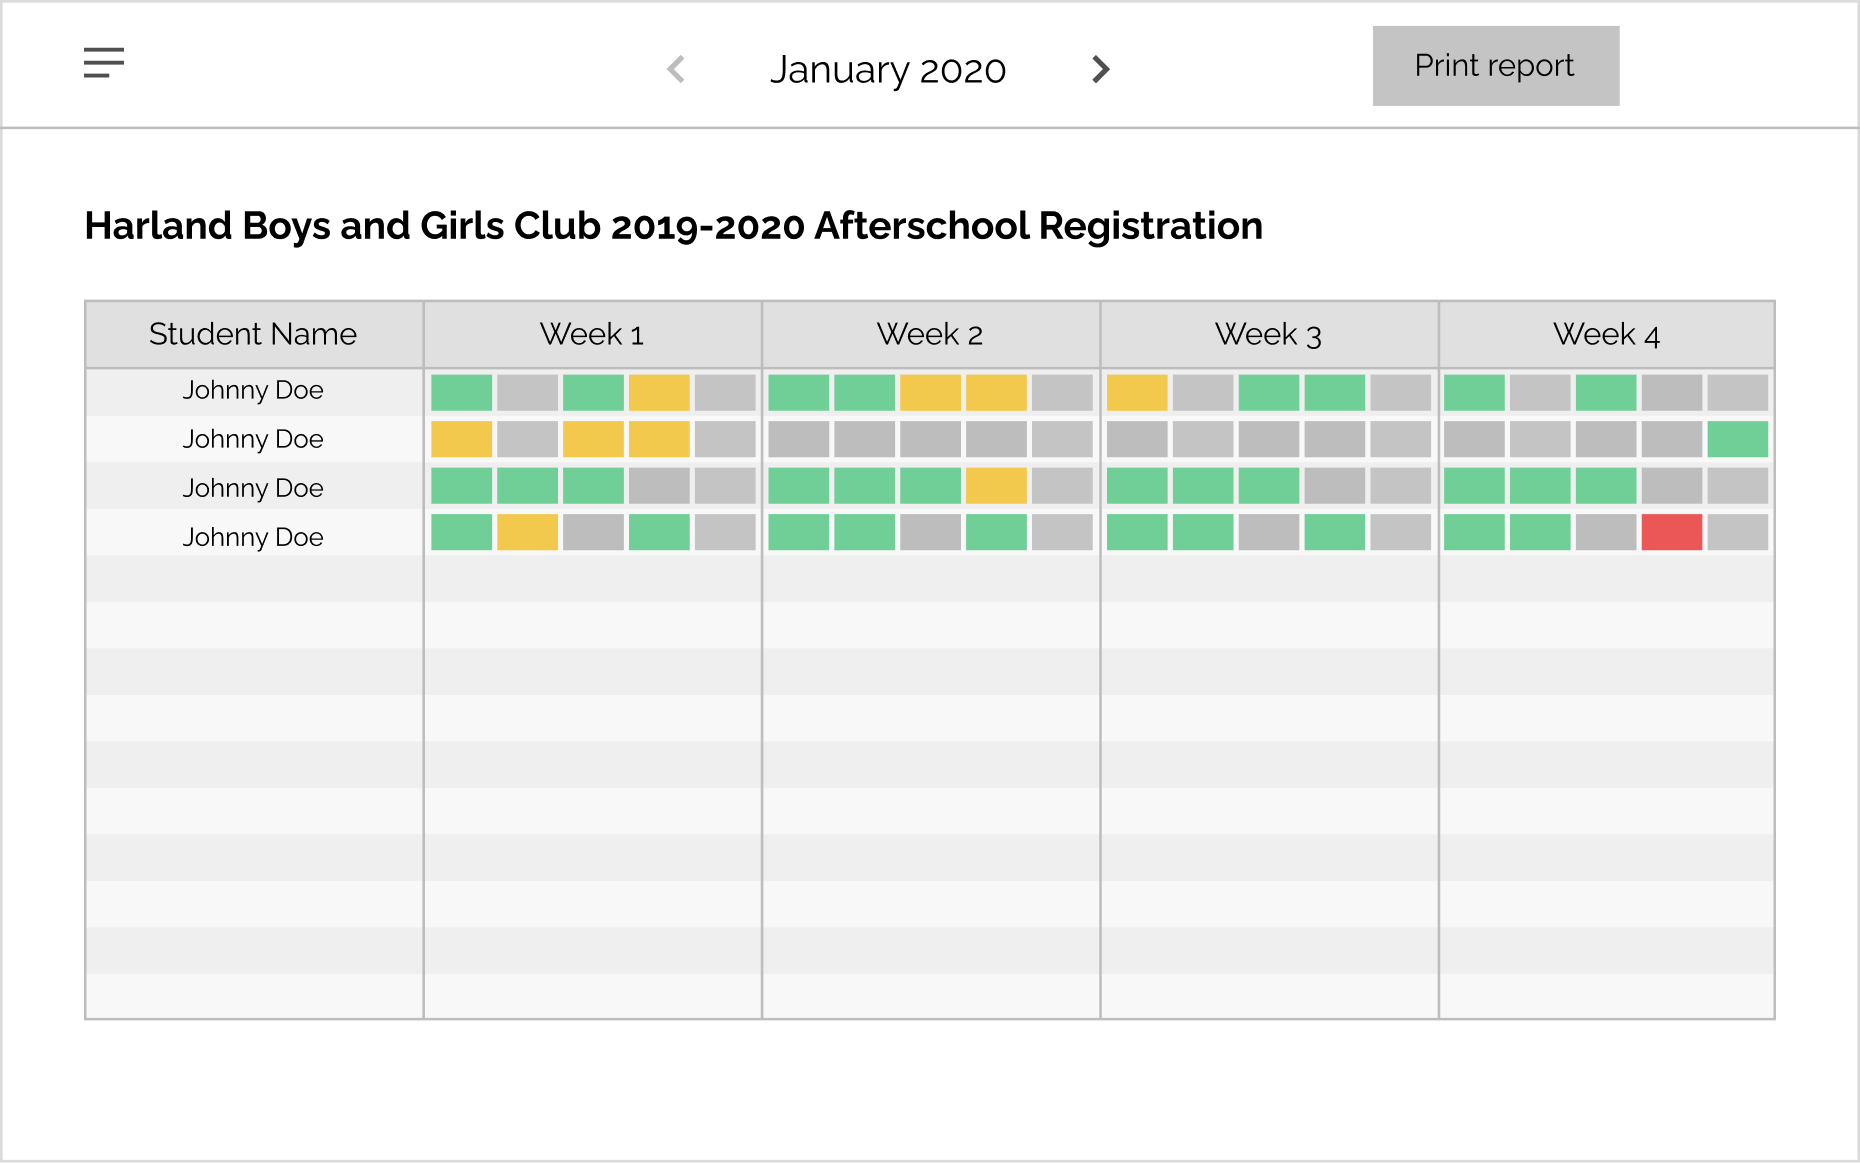 January 2020
Print report
Harland Boys and Girls Club 2019-2020 Afterschool Registration
Student Name Week 1 Week 2 Week 3 Week 4
Johnny Doe
Johnny Doe
Johnny Doe
Johnny Doe